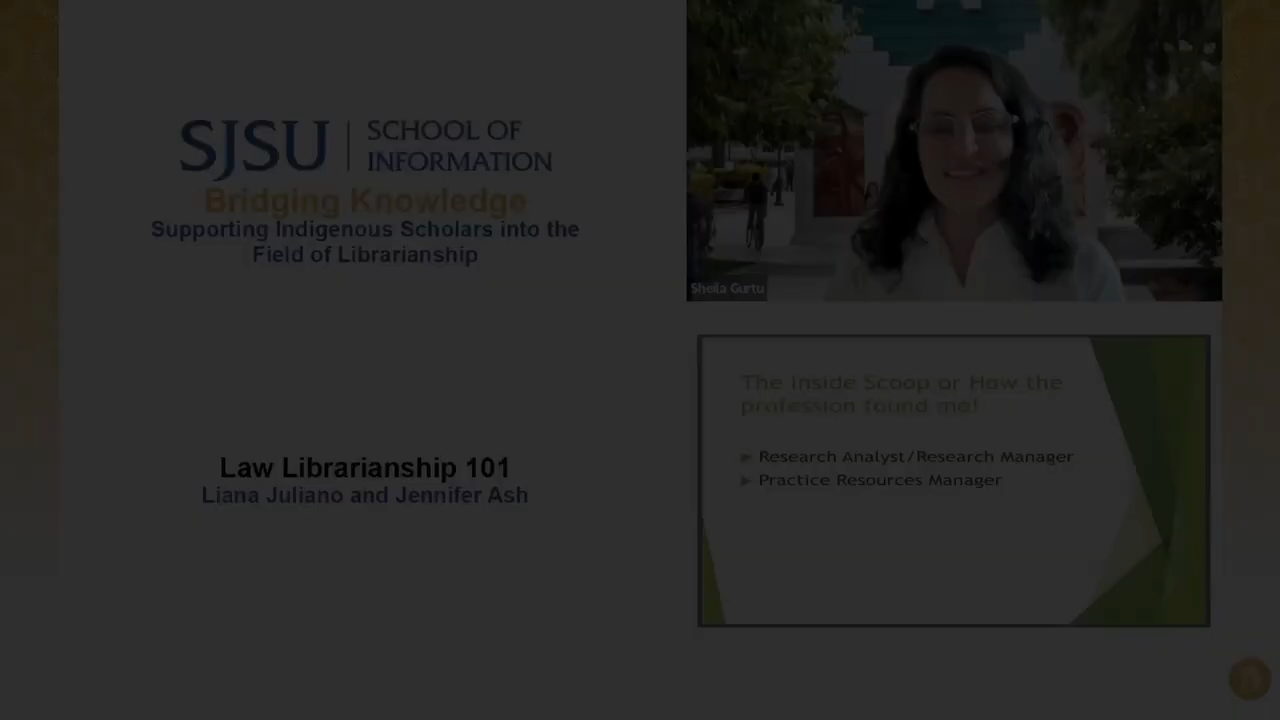 SJSU SCHOOL OF
INFORMATION
Bridging Knowledge
Supporting Indigenous Scholars into the
Field of Librarianship
Law Librarianship 101
Liana Juliano and Jennifer Ash
Sheila Gurtu
The Inside Scoop or How the
profession found me!
Research Analyst/Research Manager
Practice Resources Manager